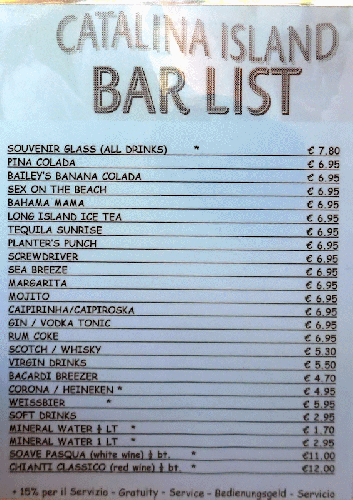 CATALINA ISLAND
BAR LIST
SOUVENIR GLASS (ALL DRINKS) * € 7.80
PINA COLADA € 6.95
BAILEY'S BANANA COLADA € 6.95
SEX ON THE BEACH € 6.95
BAHAMA MAMA € 6.95
LONG ISLAND ICE TEA € 6.95
TEQUILA SUNRISE € 6.95
PLANTER'S PUNCH € 6.95
SCREWDRIVER € 6.95
SEA BREEZE € 6.95
MARGARITA € 6.95
MOJITO € 6.95
CAIPIRINHA/CAIPIROSKA € 6.95
GIN / VODKA TONIC € 6.95
RUM COKE € 6.95
SCOTCH / WHISKY € 5.30
VIRGIN DRINKS € 5.50
BACARDI BREEZER € 4.70
CORONA / HEINEKEN * € 4.95
WEISSBIER * € 5.95
SOFT DRINKS € 2.95
MINERAL WATER ½ LT * € 1.70
MINERAL WATER 1 LT * € 2.95
SOAVE PASQUA (white wine) ½ bt. * €11.00
CHIANTI CLASSICO (red wine) ½ bt. * €12.00
* 15% per il Servizio - Gratuity - Service - Bedienungsgeld - Servicio